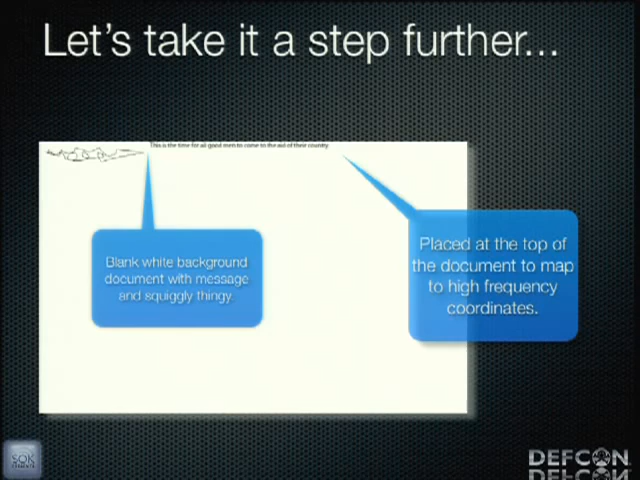 Let's take it a step further...
This is the time for all good men to come to the aid of their country
Blank white background
document with message
and squiggly thingy.
Placed at the top of
the document to map
to high frequency
coordinates.
SOK
DEFCON